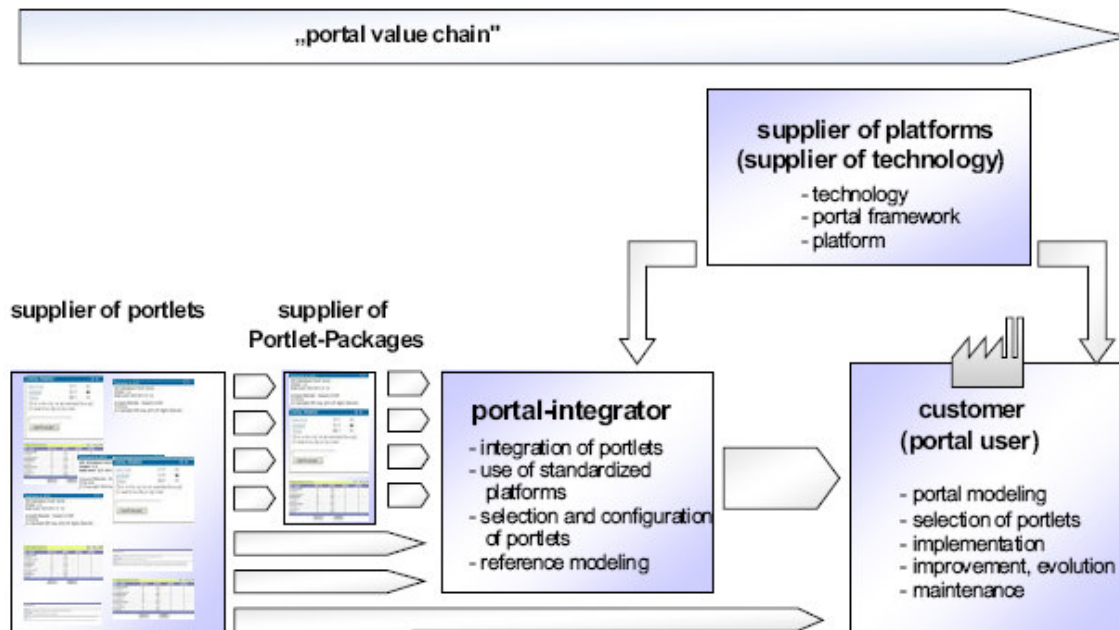 „portal value chain"
supplier of platforms
(supplier of technology)
- technology
- portal framework
- platform
supplier of portlets
supplier of
Portlet-Packages
portal-integrator
- integration of portlets
- use of standardized
platforms
- selection and configuration
of portlets
- reference modeling
customer
(portal user)
- portal modeling
- selection of portlets
- implementation
- improvement, evolution
- maintenance